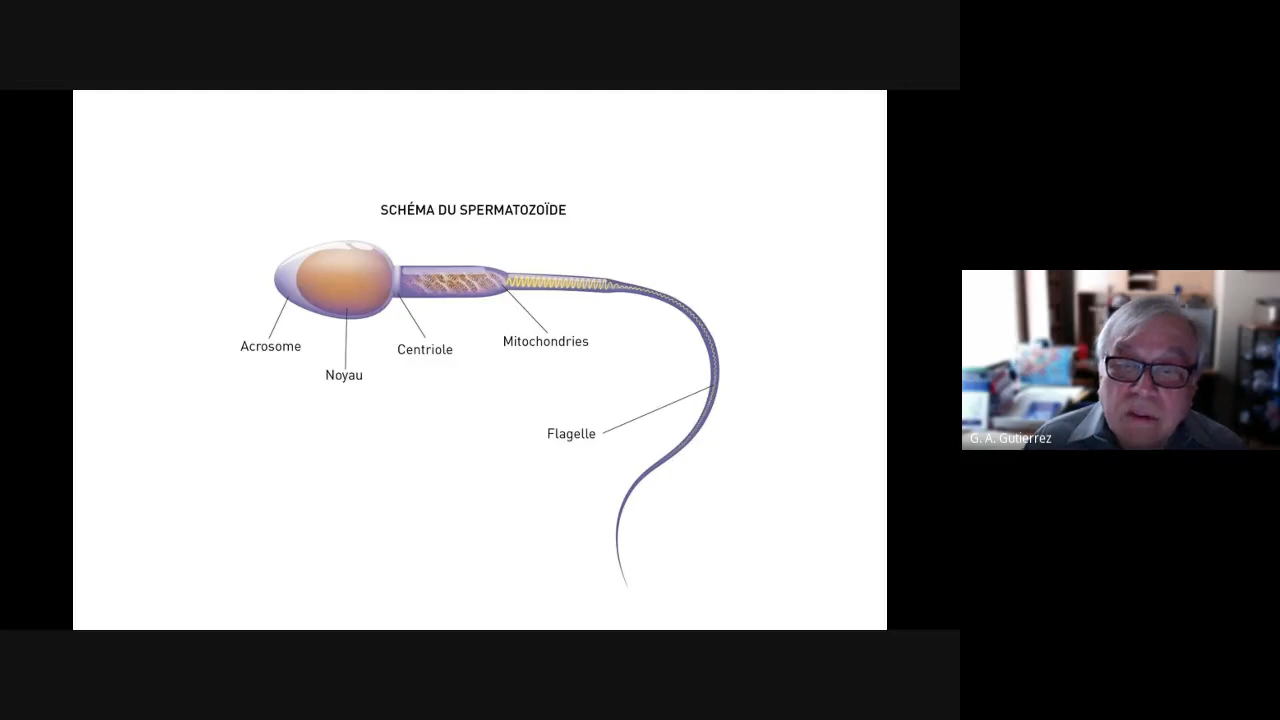 SCHÉMA DU SPERMATOZOÏDE
Acrosome
Noyau
Centriole
Mitochondries
Flagelle
G. A. Gutierrez